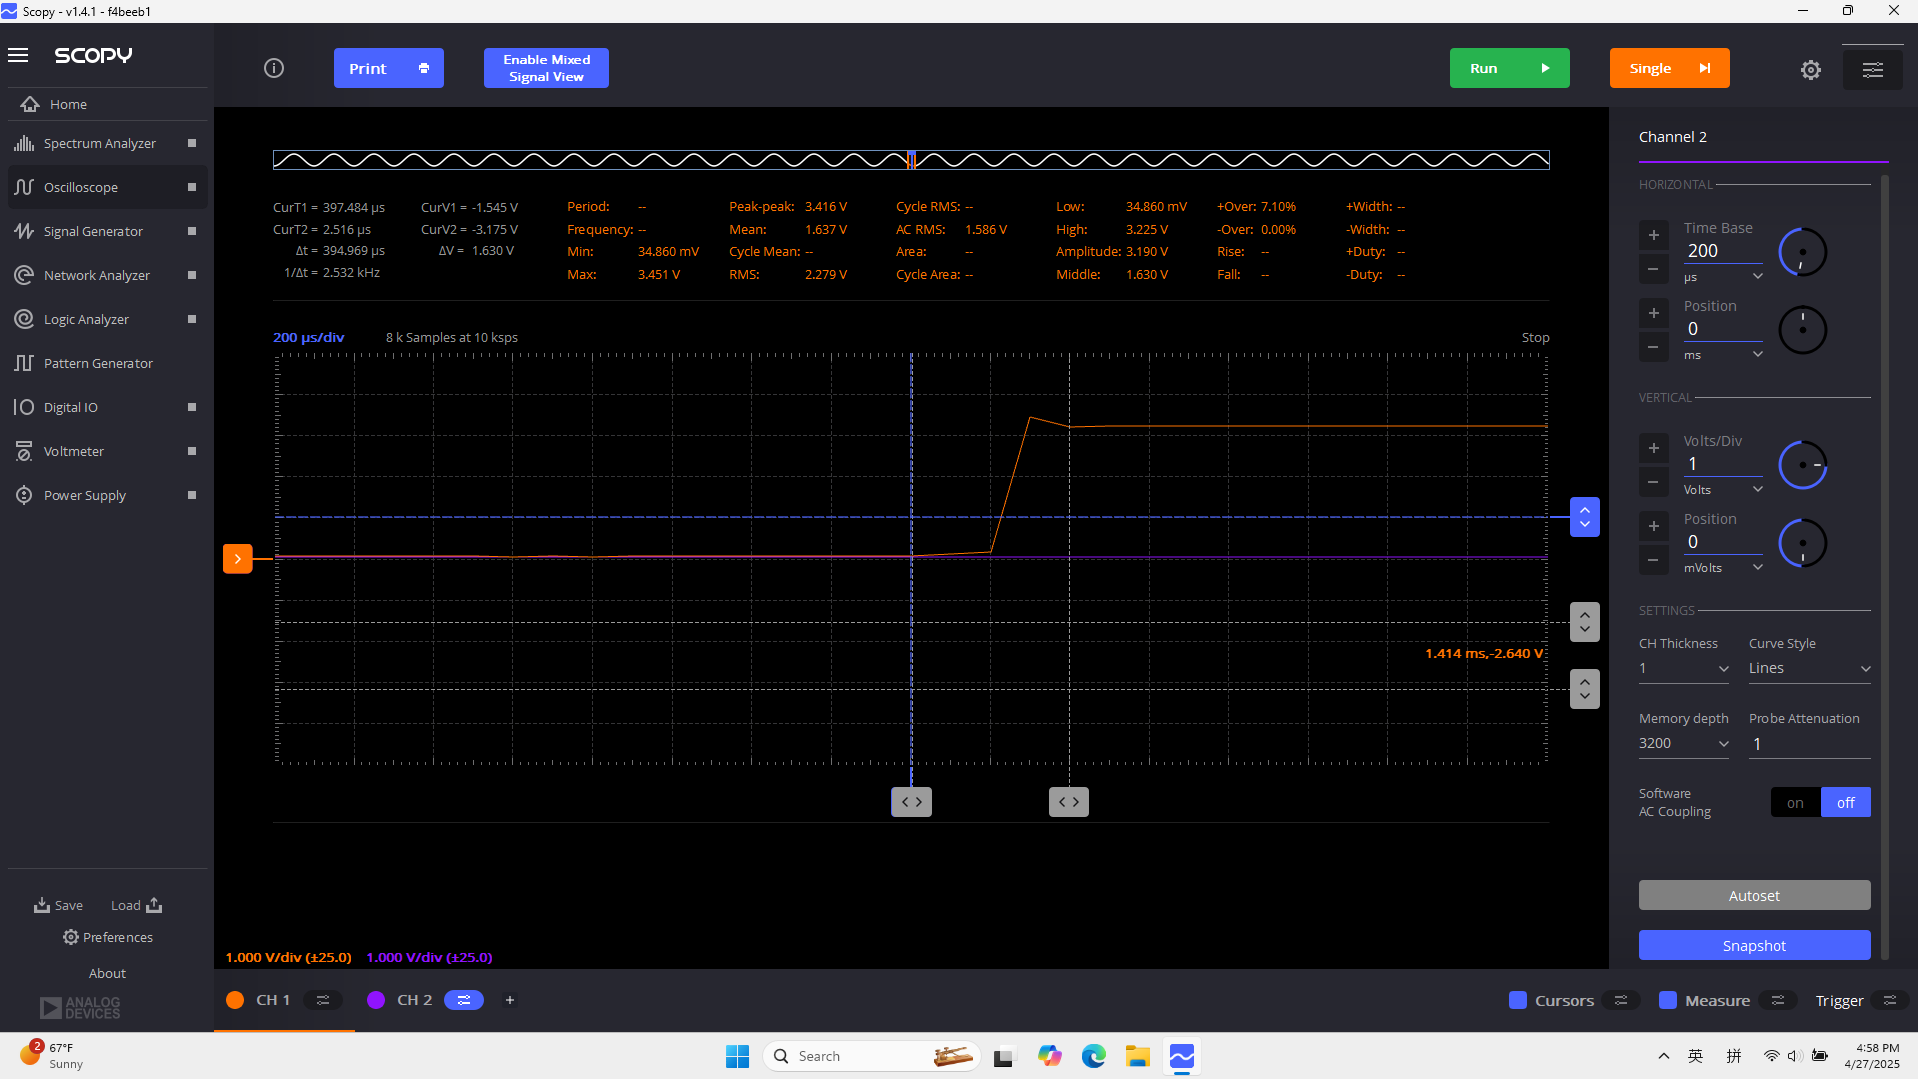 Scopy - v1.4.1 - f4beeb1
SCOPY
Home
Spectrum Analyzer
Oscilloscope
Signal Generator
Network Analyzer
Logic Analyzer
Pattern Generator
Digital IO
Voltmeter
Power Supply
Save Load
Preferences
About
ANALOG
DEVICES
Print
Enable Mixed
Signal View
Run
Single
CurT1 = 397.484 µs CurV1 = -1.545 V
CurT2 = 2.516 µs CurV2 = -3.175 V
Δt = 394.969 µs ΔV = 1.630 V
1/Δt = 2.532 kHz
Period: -- Peak-peak: 3.416 V Cycle RMS: -- Low: 34.860 mV +Over: 7.10% +Width: --
Frequency: -- Mean: 1.637 V AC RMS: 1.586 V High: 3.225 V -Over: 0.00% -Width: --
Min: 34.860 mV Cycle Mean: -- Area: -- Amplitude: 3.190 V Rise: -- +Duty: --
Max: 3.451 V RMS: 2.279 V Cycle Area: -- Middle: 1.630 V Fall: -- -Duty: --
200 µs/div 8 k Samples at 10 ksps Stop
1.414 ms,-2.640 V
1.000 V/div (±25.0) 1.000 V/div (±25.0)
CH 1 CH 2 +
Cursors Measure Trigger
Channel 2
HORIZONTAL
Time Base
200
µs
Position
0
ms
VERTICAL
Volts/Div
1
Volts
Position
0
mVolts
SETTINGS
CH Thickness Curve Style
1 Lines
Memory depth Probe Attenuation
3200 1
Software
AC Coupling
on off
Autoset
Snapshot
2
67°F
Sunny
Search
英 拼
4:58 PM
4/27/2025